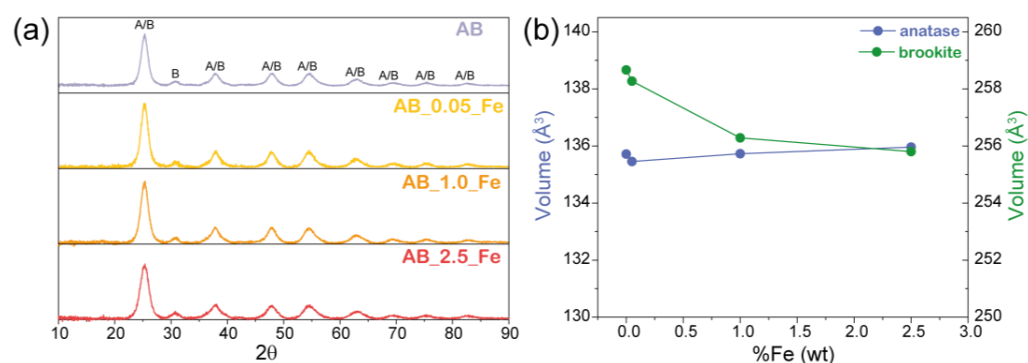 (a)
A/B
AB
B
A/B
A/B
A/B
A/B
A/B
A/B
A/B
AB_0.05_Fe
AB_1.0_Fe
AB_2.5_Fe
10 20 30 40 50 60 70 80 90
2θ
(b)
140
138
136
134
132
130
Volume (Å³)
anatase
brookite
260
258
256
254
252
250
Volume (Å³)
0.0 0.5 1.0 1.5 2.0 2.5 3.0
%Fe (wt)